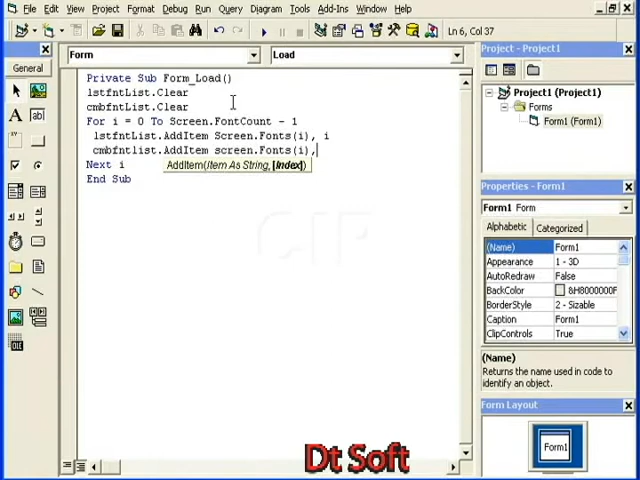 File Edit View Project Format Debug Run Query Diagram Tools Add-Ins Window Help
Ln 6, Col 37
General
Form
Load
Private Sub Form_Load()
lstfntList.Clear
cmbfntList.Clear
For i = 0 To Screen.FontCount - 1
lstfntList.AddItem Screen.Fonts(i), i
cmbfntlist.AddItem screen.Fonts(i),
Next i
AddItem(Item As String, [Index])
End Sub
Project - Project1
Project1 (Project1)
Forms
Form1 (Form1)
Properties - Form1
Form1 Form
Alphabetic Categorized
(Name) Form1
Appearance 1 - 3D
AutoRedraw False
BackColor &H8000000F
BorderStyle 2 - Sizable
Caption Form1
ClipControls True
(Name)
Returns the name used in code to
identify an object.
Form Layout
Form1
Dt Soft